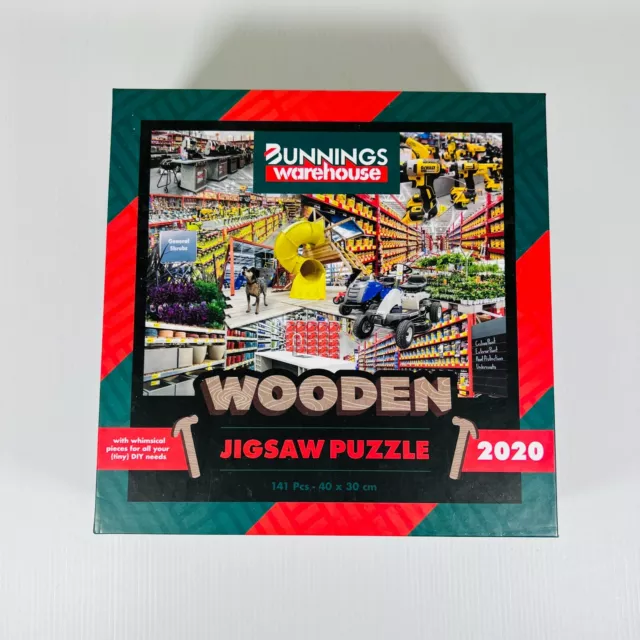 BUNNINGS
warehouse
General
Shrubs
WOODEN
with whimsical
pieces for all your
(tiny) DIY needs
JIGSAW PUZZLE
2020
141 Pcs - 40 x 30 cm